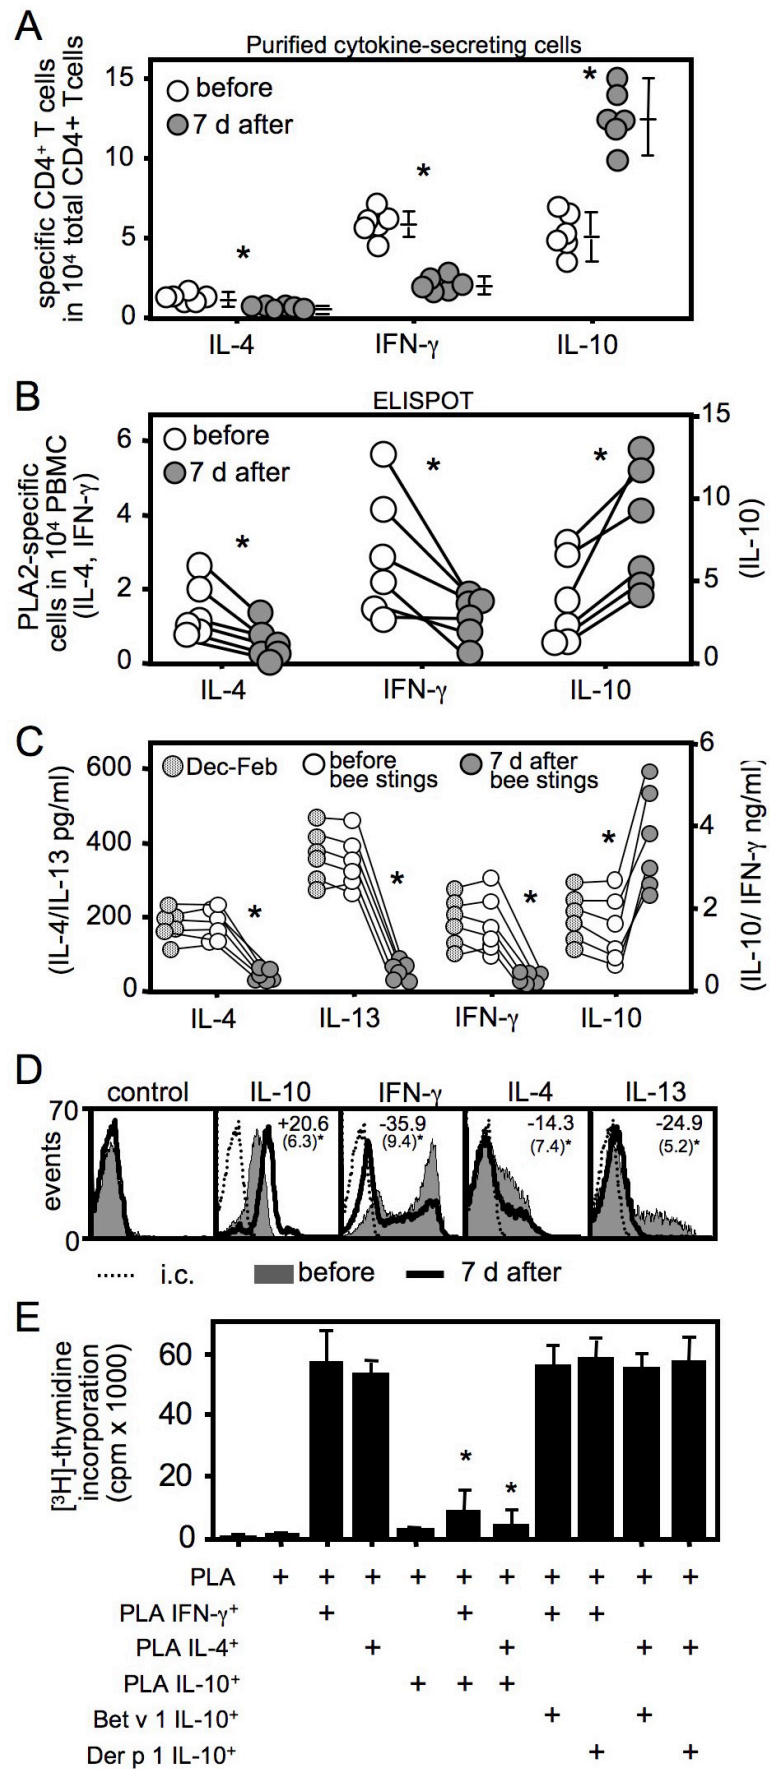 A
Purified cytokine-secreting cells
specific CD4⁺ T cells
in 10⁴ total CD4+ Tcells
15
10
5
0
before
7 d after
*
*
*
IL-4
IFN-γ
IL-10
B
ELISPOT
PLA2-specific
cells in 10⁴ PBMC
(IL-4, IFN-γ)
6
4
2
0
before
7 d after
*
*
*
15
10
5
0
(IL-10)
IL-4
IFN-γ
IL-10
C
(IL-4/IL-13 pg/ml)
600
400
200
0
Dec-Feb
before
bee stings
7 d after
bee stings
*
*
*
*
6
4
2
0
(IL-10/ IFN-γ ng/ml)
IL-4
IL-13
IFN-γ
IL-10
D
control
IL-10
IFN-γ
IL-4
IL-13
events
70
0
+20.6
(6.3)*
-35.9
(9.4)*
-14.3
(7.4)*
-24.9
(5.2)*
i.c.
before
7 d after
E
[³H]-thymidine
incorporation
(cpm x 1000)
60
40
20
0
*
*
PLA + + + + + + + + + +
PLA IFN-γ⁺ + + + +
PLA IL-4⁺ + + + +
PLA IL-10⁺ + + +
Bet v 1 IL-10⁺ + +
Der p 1 IL-10⁺ + +